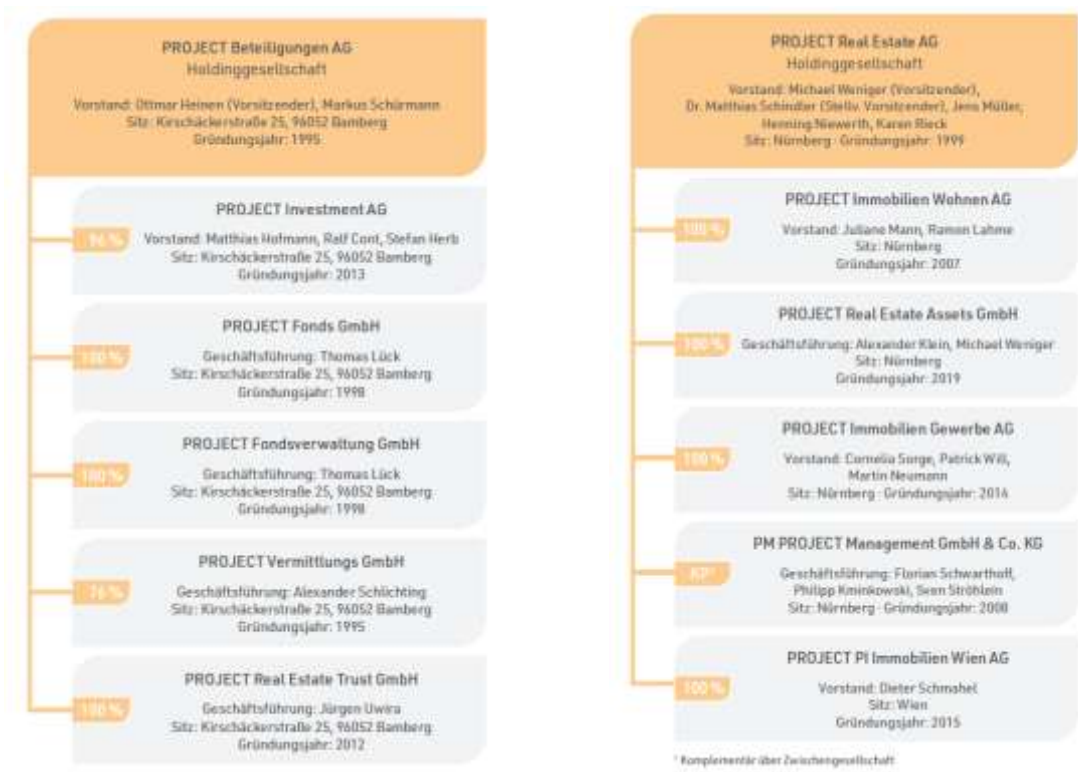 PROJECT Beteiligungen AG
Holdinggesellschaft
Vorstand: Ottmar Heinen (Vorsitzender), Markus Schürmann
Sitz: Kirschäckerstraße 25, 96052 Bamberg
Gründungsjahr: 1995
PROJECT Investment AG
96 %
Vorstand: Matthias Hofmann, Ralf Cont, Stefan Herb
Sitz: Kirschäckerstraße 25, 96052 Bamberg
Gründungsjahr: 2013
PROJECT Fonds GmbH
100 %
Geschäftsführung: Thomas Lück
Sitz: Kirschäckerstraße 25, 96052 Bamberg
Gründungsjahr: 1998
PROJECT Fondsverwaltung GmbH
100 %
Geschäftsführung: Thomas Lück
Sitz: Kirschäckerstraße 25, 96052 Bamberg
Gründungsjahr: 1998
PROJECT Vermittlungs GmbH
76 %
Geschäftsführung: Alexander Schlichting
Sitz: Kirschäckerstraße 25, 96052 Bamberg
Gründungsjahr: 1995
PROJECT Real Estate Trust GmbH
100 %
Geschäftsführung: Jürgen Uwira
Sitz: Kirschäckerstraße 25, 96052 Bamberg
Gründungsjahr: 2012
PROJECT Real Estate AG
Holdinggesellschaft
Vorstand: Michael Weniger (Vorsitzender),
Dr. Matthias Schindler (Stellv. Vorsitzender), Jens Müller,
Henning Niewerth, Karen Rieck
Sitz: Nürnberg · Gründungsjahr: 1999
PROJECT Immobilien Wohnen AG
100 %
Vorstand: Juliane Mann, Ramon Lahme
Sitz: Nürnberg
Gründungsjahr: 2007
PROJECT Real Estate Assets GmbH
100 %
Geschäftsführung: Alexander Klein, Michael Weniger
Sitz: Nürnberg
Gründungsjahr: 2019
PROJECT Immobilien Gewerbe AG
100 %
Vorstand: Cornelia Sorge, Patrick Will,
Martin Neumann
Sitz: Nürnberg · Gründungsjahr: 2014
PM PROJECT Management GmbH & Co. KG
KP¹
Geschäftsführung: Florian Schwarthoff,
Philipp Kminkowski, Sven Ströhlein
Sitz: Nürnberg · Gründungsjahr: 2008
PROJECT PI Immobilien Wien AG
100 %
Vorstand: Dieter Schmahel
Sitz: Wien
Gründungsjahr: 2015
¹ Komplementär über Zwischengesellschaft